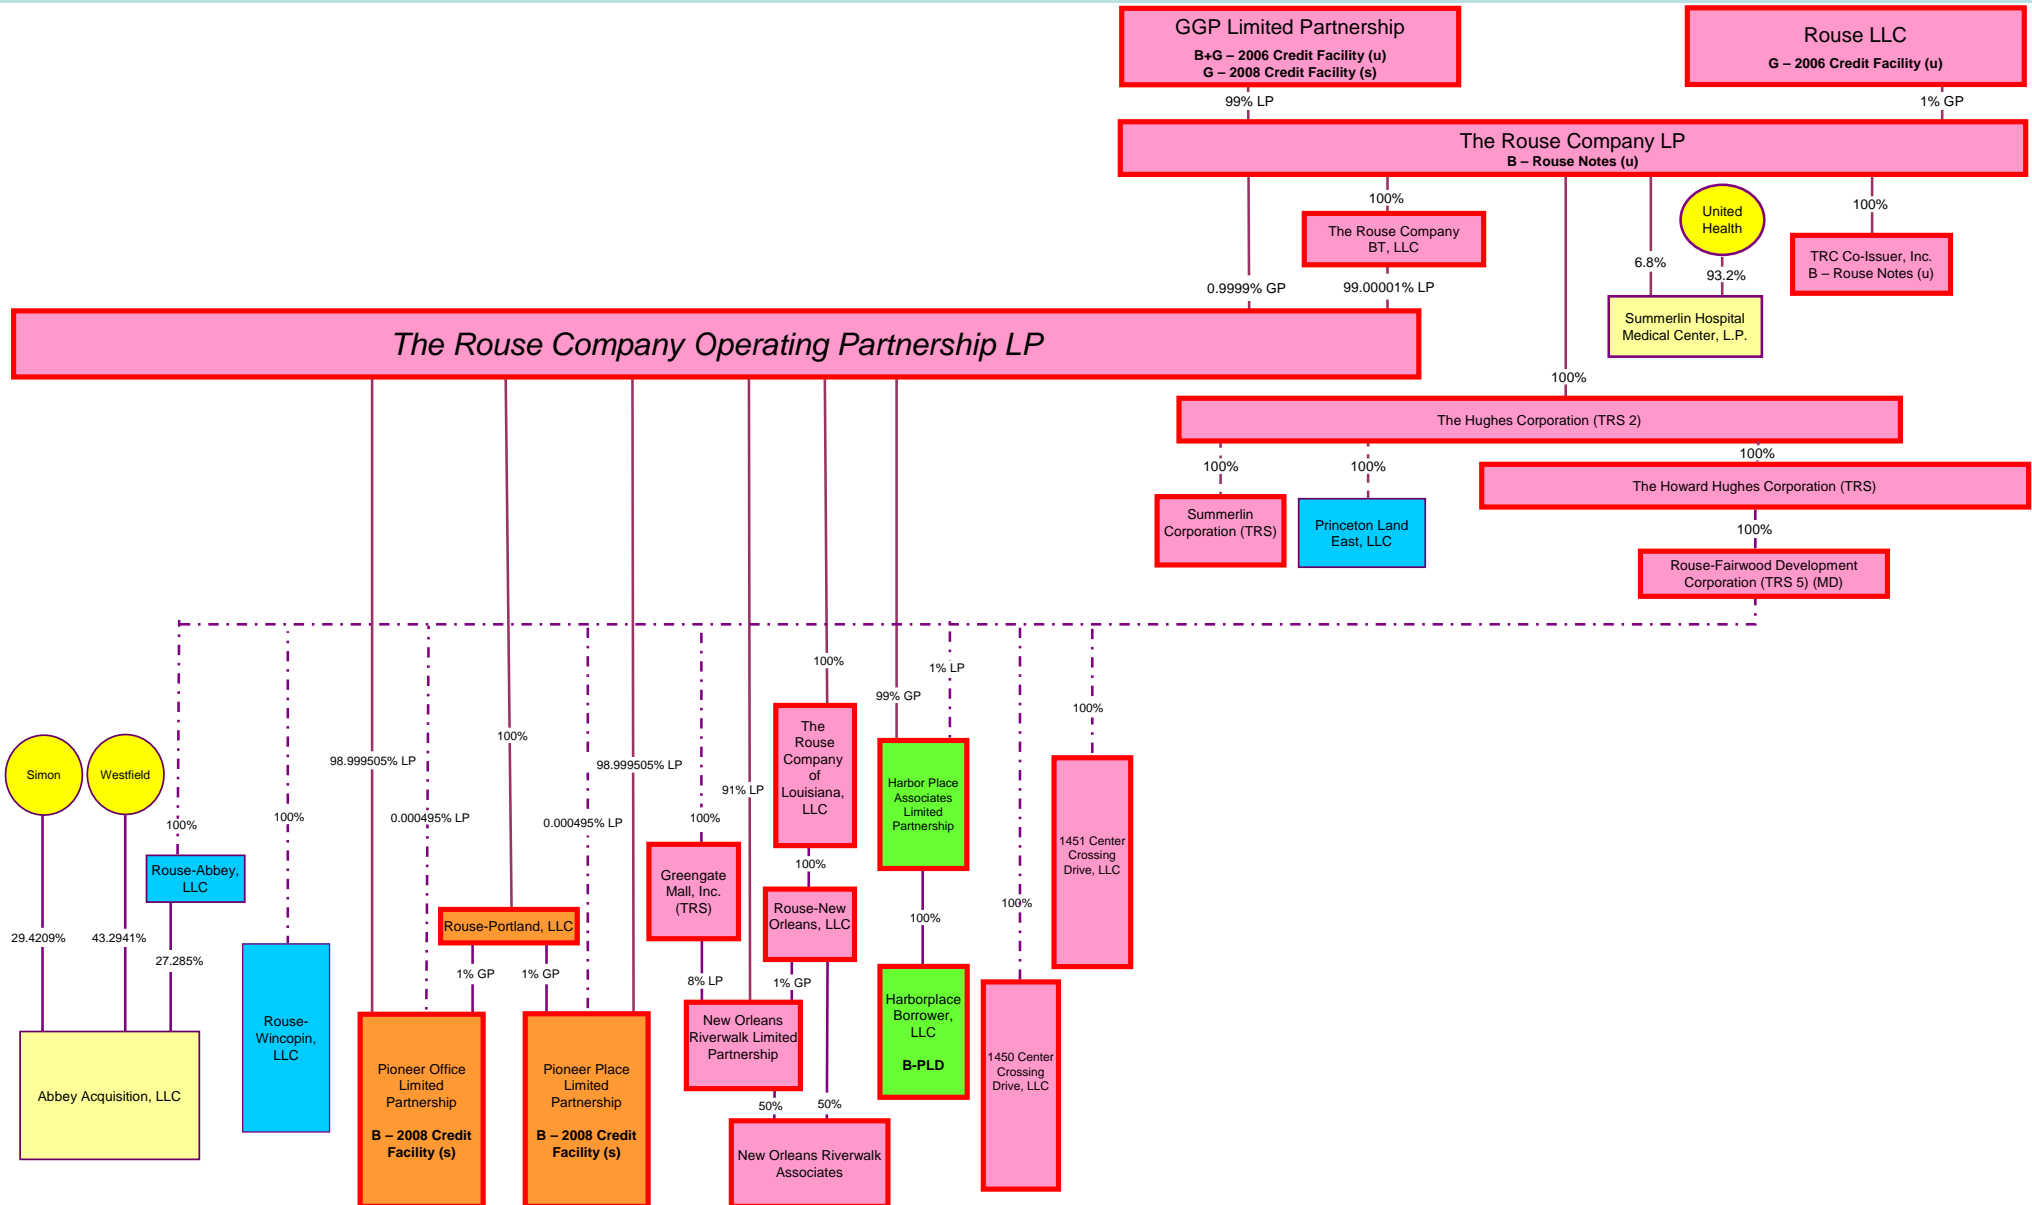 GGP Limited Partnership
B+G – 2006 Credit Facility (u)
G – 2008 Credit Facility (s)
Rouse LLC
G – 2006 Credit Facility (u)
99% LP
1% GP
The Rouse Company LP
B – Rouse Notes (u)
100%
The Rouse Company
BT, LLC
0.9999% GP
99.00001% LP
6.8%
United
Health
93.2%
Summerlin Hospital
Medical Center, L.P.
100%
TRC Co-Issuer, Inc.
B – Rouse Notes (u)
The Rouse Company Operating Partnership LP
100%
The Hughes Corporation (TRS 2)
100%
100%
100%
Summerlin
Corporation (TRS)
Princeton Land
East, LLC
The Howard Hughes Corporation (TRS)
100%
Rouse-Fairwood Development
Corporation (TRS 5) (MD)
Simon
Westfield
100%
Rouse-Abbey,
LLC
29.4209%
43.2941%
27.285%
Abbey Acquisition, LLC
100%
Rouse-
Wincopin,
LLC
98.999505% LP
0.000495% LP
100%
98.999505% LP
0.000495% LP
Rouse-Portland, LLC
1% GP
1% GP
Pioneer Office
Limited
Partnership
B – 2008 Credit
Facility (s)
Pioneer Place
Limited
Partnership
B – 2008 Credit
Facility (s)
100%
Greengate
Mall, Inc.
(TRS)
8% LP
91% LP
100%
The
Rouse
Company
of
Louisiana,
LLC
100%
Rouse-New
Orleans, LLC
1% GP
New Orleans
Riverwalk Limited
Partnership
50%
50%
New Orleans Riverwalk
Associates
99% GP
1% LP
Harbor Place
Associates
Limited
Partnership
100%
Harborplace
Borrower,
LLC
B-PLD
100%
1450 Center
Crossing
Drive, LLC
100%
1451 Center
Crossing
Drive, LLC